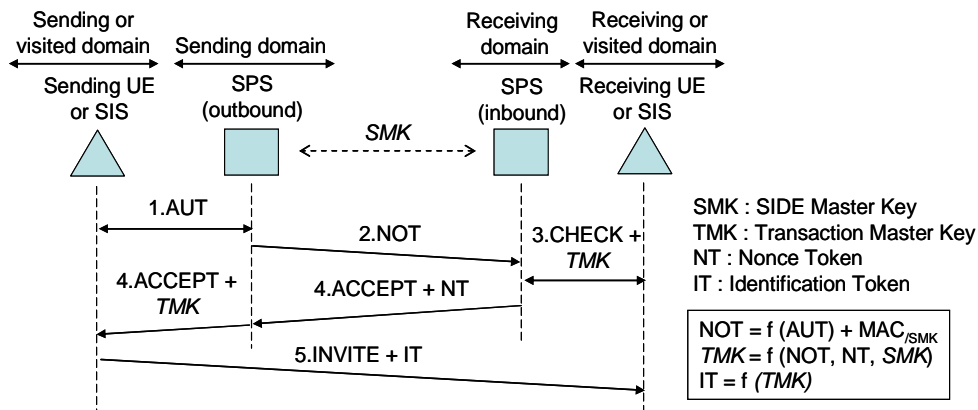 Sending or
visited domain
Sending domain
Receiving
domain
Receiving or
visited domain
Sending UE
or SIS
SPS
(outbound)
SMK
SPS
(inbound)
Receiving UE
or SIS
1.AUT
2.NOT
3.CHECK +
TMK
4.ACCEPT +
TMK
4.ACCEPT + NT
5.INVITE + IT
SMK : SIDE Master Key
TMK : Transaction Master Key
NT : Nonce Token
IT : Identification Token
NOT = f (AUT) + MAC/SMK
TMK = f (NOT, NT, SMK)
IT = f (TMK)